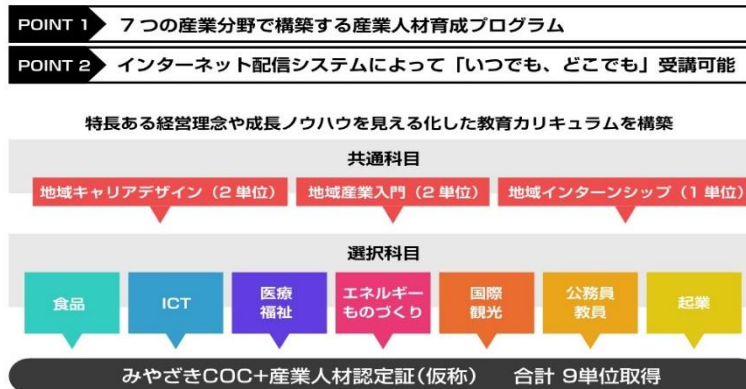 POINT 1 7つの産業分野で構築する産業人材育成プログラム
POINT 2 インターネット配信システムによって「いつでも、どこでも」受講可能
特長ある経営理念や成長ノウハウを見える化した教育カリキュラムを構築
共通科目
地域キャリアデザイン（2単位） 地域産業入門（2単位） 地域インターンシップ（1単位）
選択科目
食品 ICT 医療福祉 エネルギーものづくり 国際観光 公務員教員 起業
みやざきCOC+産業人材認定証（仮称） 合計 9単位取得